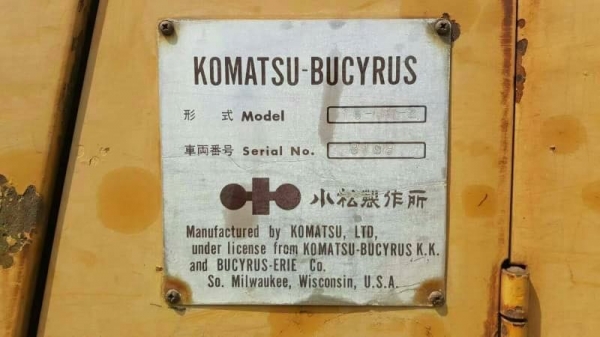 KOMATSU-BUCYRUS
形 式 Model
車両番号 Serial No.
小松製作所
Manufactured by KOMATSU, LTD,
under license from KOMATSU-BUCYRUS K.K.
and BUCYRUS-ERIE Co.
So. Milwaukee, Wisconsin, U.S.A.